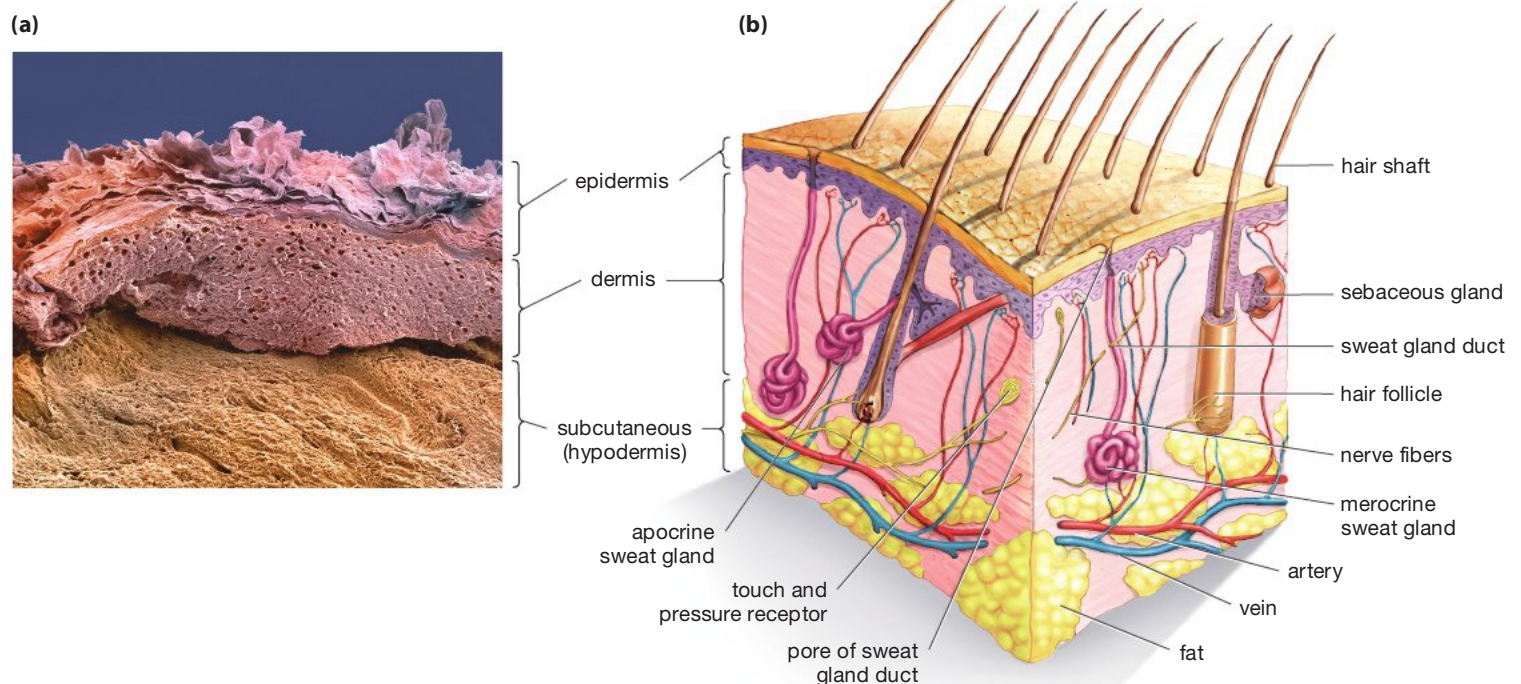 (a)
(b)
epidermis
dermis
subcutaneous
(hypodermis)
apocrine
sweat gland
touch and
pressure receptor
pore of sweat
gland duct
hair shaft
sebaceous gland
sweat gland duct
hair follicle
nerve fibers
merocrine
sweat gland
artery
vein
fat